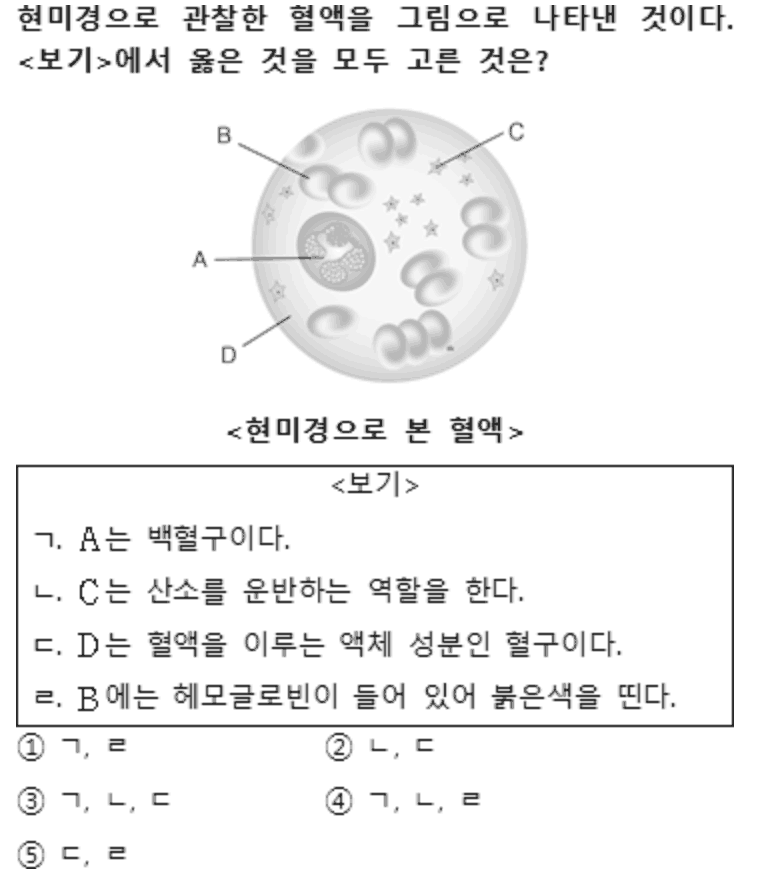 현미경으로 관찰한 혈액을 그림으로 나타낸 것이다.
<보기>에서 옳은 것을 모두 고른 것은?
B
C
A
D
<현미경으로 본 혈액>
<보기>
ㄱ. A는 백혈구이다.
ㄴ. C는 산소를 운반하는 역할을 한다.
ㄷ. D는 혈액을 이루는 액체 성분인 혈구이다.
ㄹ. B에는 헤모글로빈이 들어 있어 붉은색을 띤다.
① ㄱ, ㄹ ② ㄴ, ㄷ
③ ㄱ, ㄴ, ㄷ ④ ㄱ, ㄴ, ㄹ
⑤ ㄷ, ㄹ